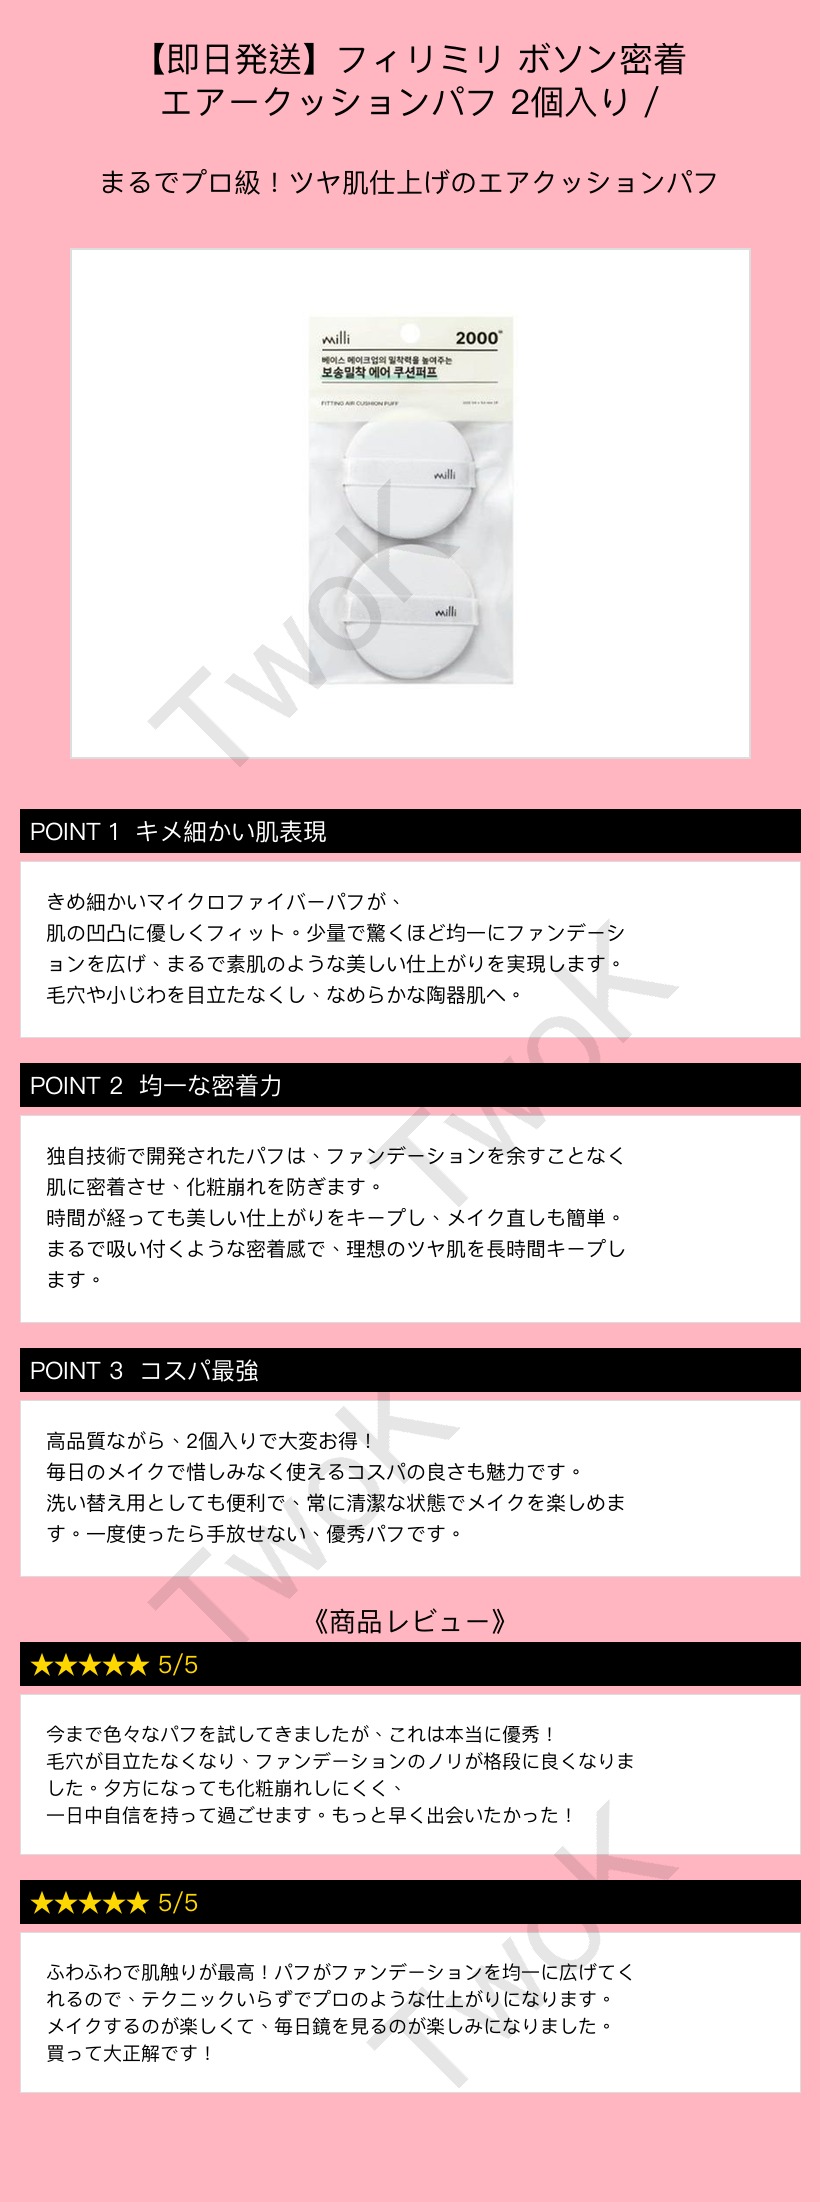 【即日発送】フィリミリ ボソン密着
エアークッションパフ 2個入り /
まるでプロ級！ツヤ肌仕上げのエアクッションパフ
milli
2000
베이스 메이크업의 밀착력을 높여주는
보송밀착 에어 쿠션퍼프
FITTING AIR CUSHION PUFF
milli
milli
TwoK
POINT 1 キメ細かい肌表現
きめ細かいマイクロファイバーパフが、
肌の凹凸に優しくフィット。少量で驚くほど均一にファンデーシ
ョンを広げ、まるで素肌のような美しい仕上がりを実現します。
毛穴や小じわを目立たなくし、なめらかな陶器肌へ。
TwoK
POINT 2 均一な密着力
独自技術で開発されたパフは、ファンデーションを余すことなく
肌に密着させ、化粧崩れを防ぎます。
時間が経っても美しい仕上がりをキープし、メイク直しも簡単。
まるで吸い付くような密着感で、理想のツヤ肌を長時間キープし
ます。
POINT 3 コスパ最強
高品質ながら、2個入りで大変お得！
毎日のメイクで惜しみなく使えるコスパの良さも魅力です。
洗い替え用としても便利で、常に清潔な状態でメイクを楽しめま
す。一度使ったら手放せない、優秀パフです。
TwoK
《商品レビュー》
★★★★★ 5/5
今まで色々なパフを試してきましたが、これは本当に優秀！
毛穴が目立たなくなり、ファンデーションのノリが格段に良くなりま
した。夕方になっても化粧崩れしにくく、
一日中自信を持って過ごせます。もっと早く出会いたかった！
★★★★★ 5/5
ふわふわで肌触りが最高！パフがファンデーションを均一に広げてく
れるので、テクニックいらずでプロのような仕上がりになります。
メイクするのが楽しくて、毎日鏡を見るのが楽しみになりました。
買って大正解です！
TwoK